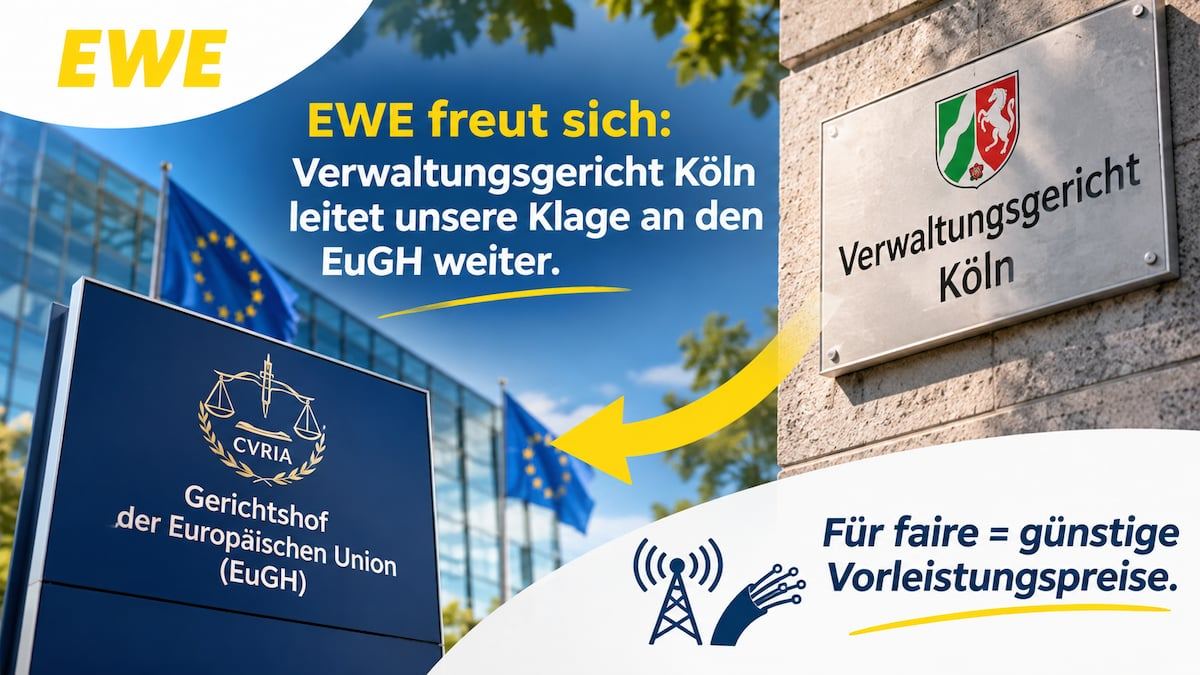 EWE
EWE freut sich:
Verwaltungsgericht Köln
leitet unsere Klage an den
EuGH weiter.
Verwaltungsgericht
Köln
CVRIA
Gerichtshof
der Europäischen Union
(EuGH)
Für faire = günstige
Vorleistungspreise.